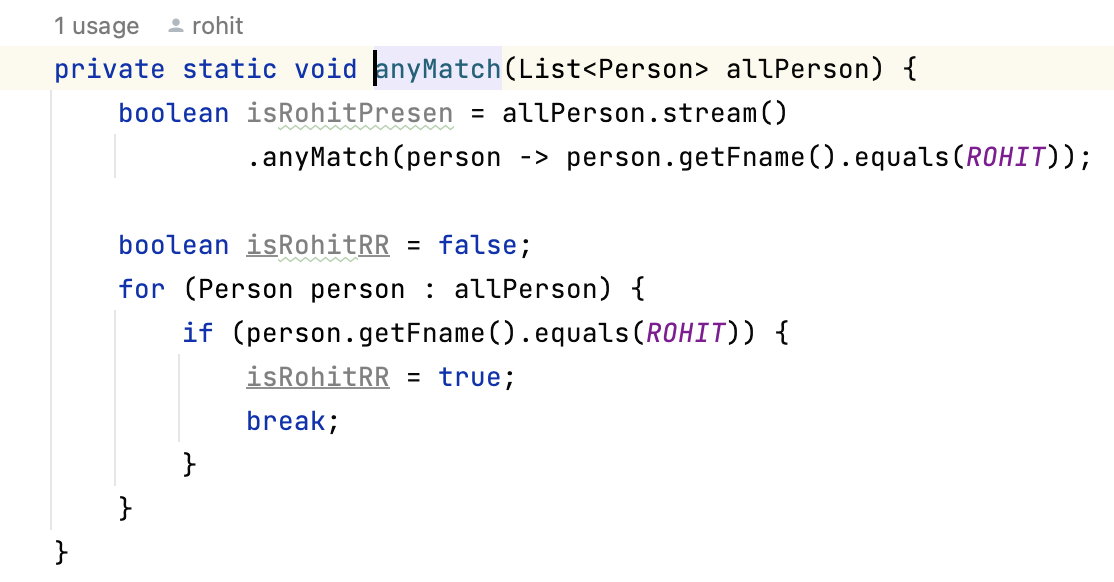 1 usage rohit
private static void anyMatch(List<Person> allPerson) {
boolean isRohitPresen = allPerson.stream()
.anyMatch(person -> person.getFname().equals(ROHIT));
boolean isRohitRR = false;
for (Person person : allPerson) {
if (person.getFname().equals(ROHIT)) {
isRohitRR = true;
break;
}
}
}